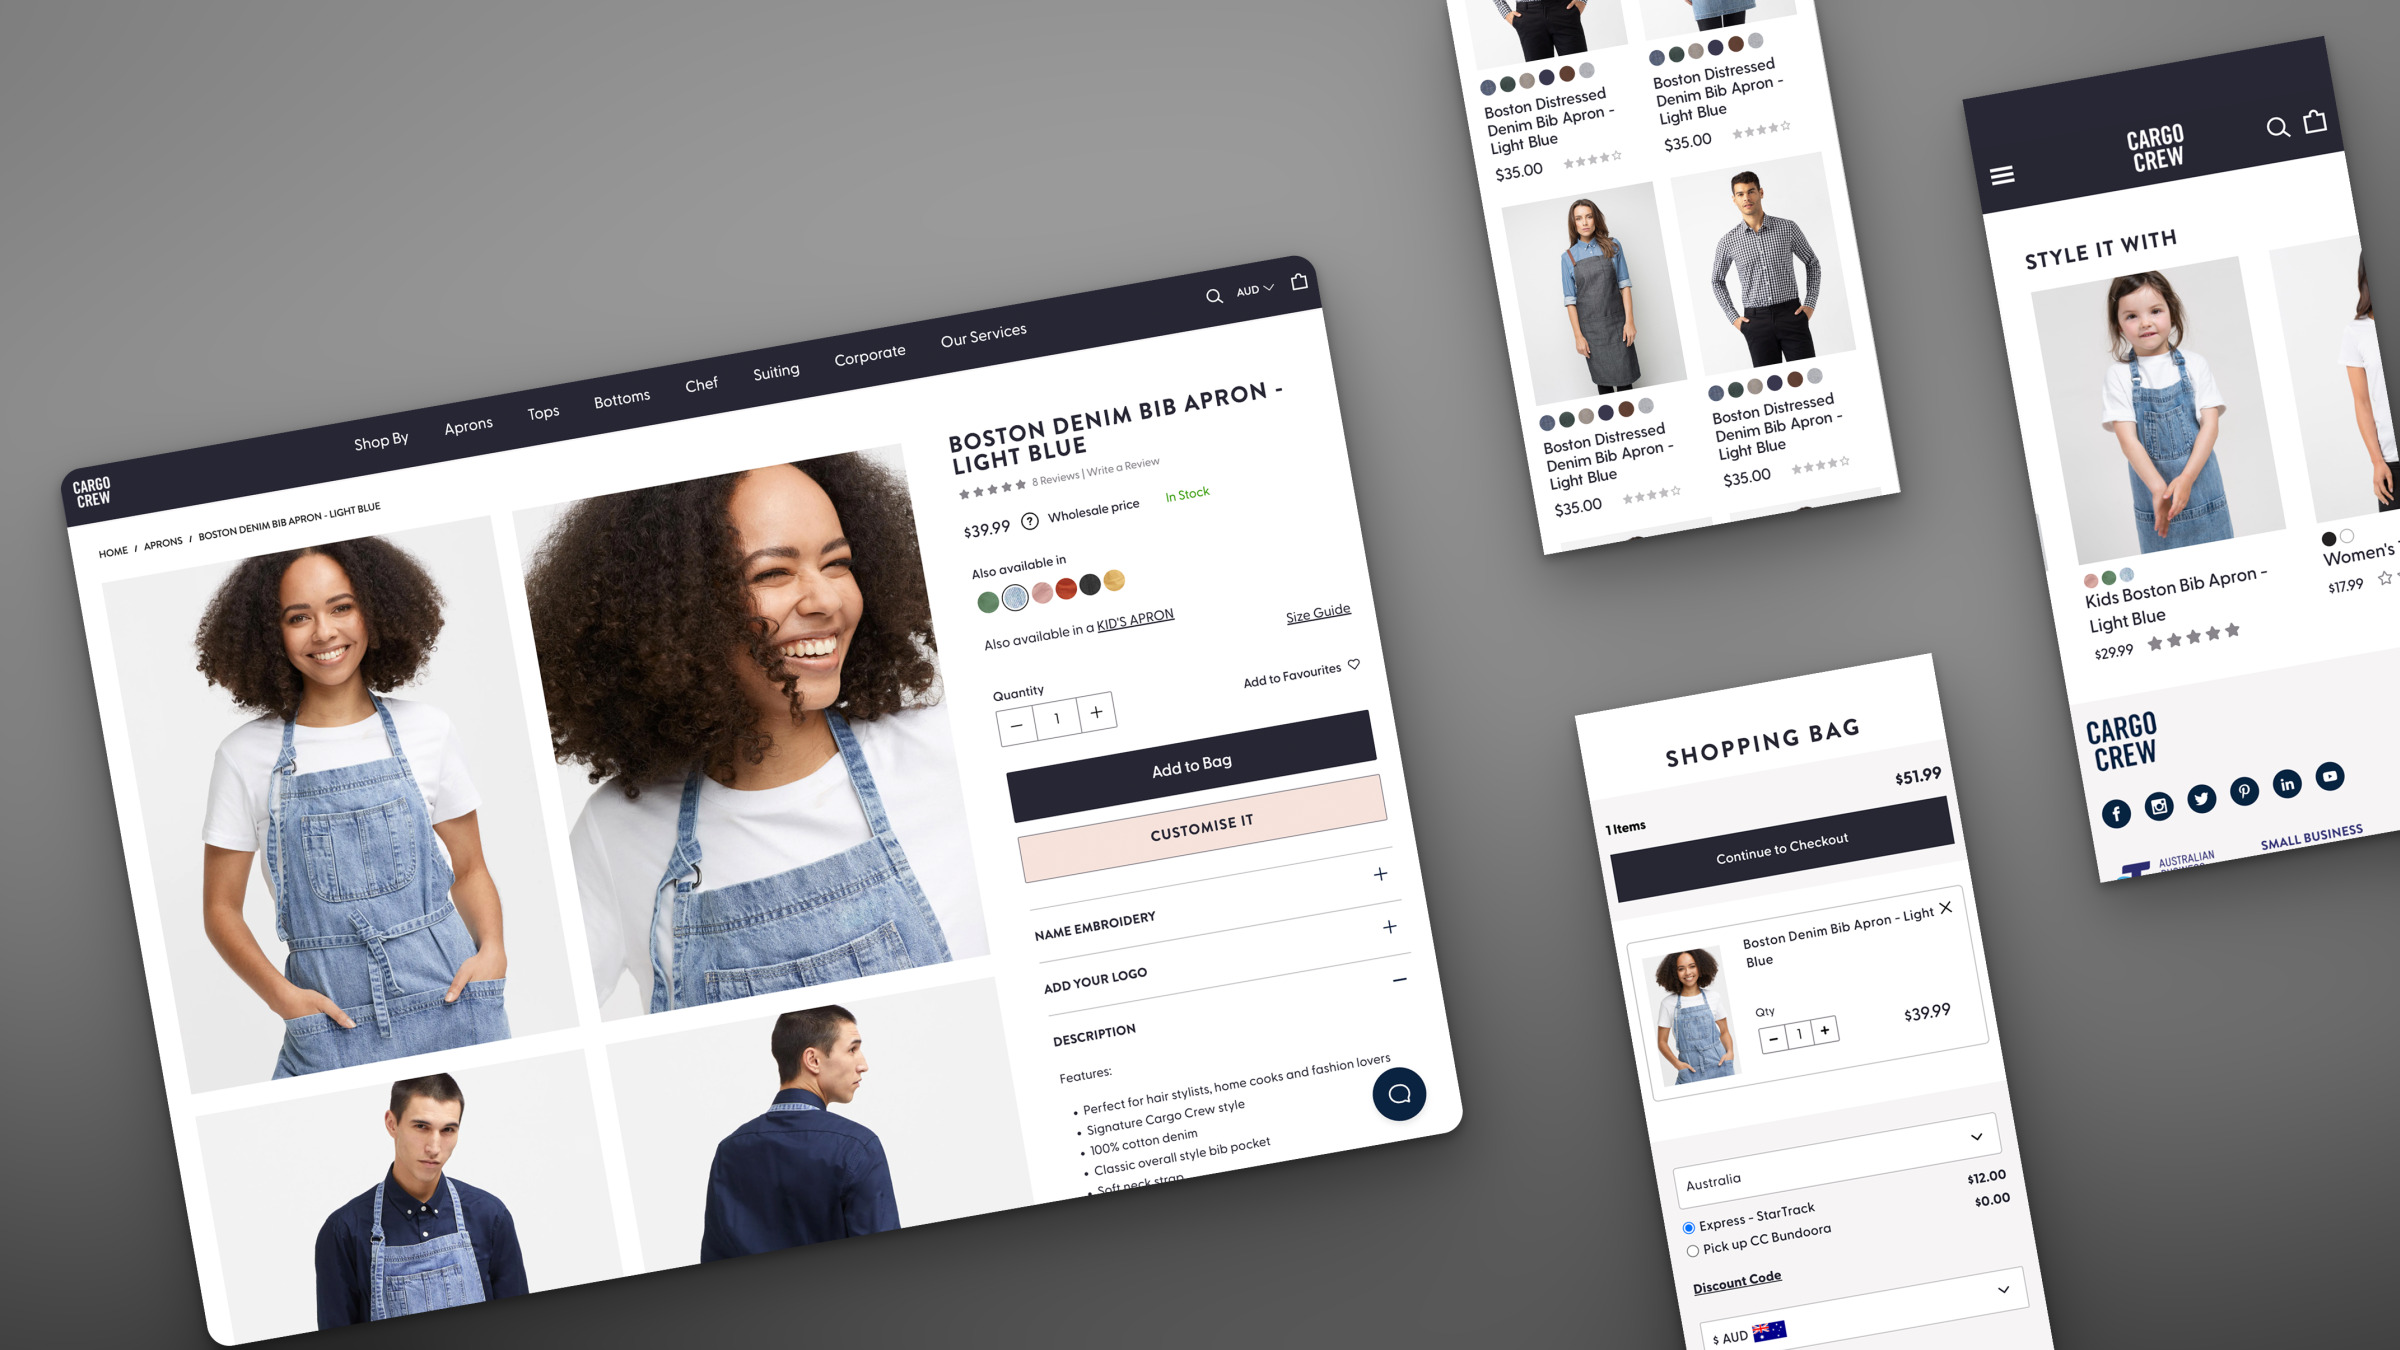 CARGO
CREW
Shop By
Aprons
Tops
Bottoms
Chef
Suiting
Corporate
Our Services
AUD
HOME / APRONS / BOSTON DENIM BIB APRON - LIGHT BLUE
BOSTON DENIM BIB APRON -
LIGHT BLUE
8 Reviews | Write a Review
$39.99 ? Wholesale price In Stock
Also available in
Also available in a KID'S APRON
Size Guide
Quantity
Add to Favourites
− 1 +
Add to Bag
CUSTOMISE IT
NAME EMBROIDERY
ADD YOUR LOGO
DESCRIPTION
Features:
• Perfect for hair stylists, home cooks and fashion lovers
• Signature Cargo Crew style
• 100% cotton denim
• Classic overall style bib pocket
• Soft neck strap
Boston Distressed
Denim Bib Apron -
Light Blue
$35.00
Boston Distressed
Denim Bib Apron -
Light Blue
$35.00
Boston Distressed
Denim Bib Apron -
Light Blue
$35.00
Boston Distressed
Denim Bib Apron -
Light Blue
$35.00
CARGO
CREW
STYLE IT WITH
Kids Boston Bib Apron -
Light Blue
$29.99
Women's
$17.99
CARGO
CREW
AUSTRALIAN
SMALL BUSINESS
SHOPPING BAG
$51.99
1 Items
Continue to Checkout
Boston Denim Bib Apron - Light
Blue
Qty
− 1 +
$39.99
Australia
Express - StarTrack $12.00
Pick up CC Bundoora $0.00
Discount Code
$ AUD